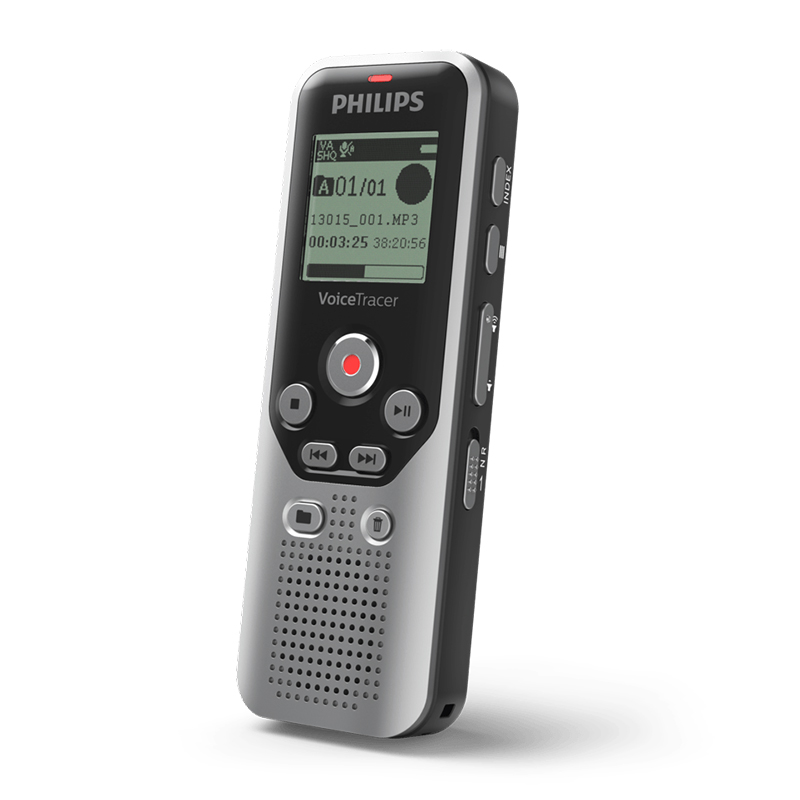 PHILIPS
VA
SHQ
A 01/01
13015_001.MP3
00:03:25 38:20:56
VoiceTracer
INDEX
NR